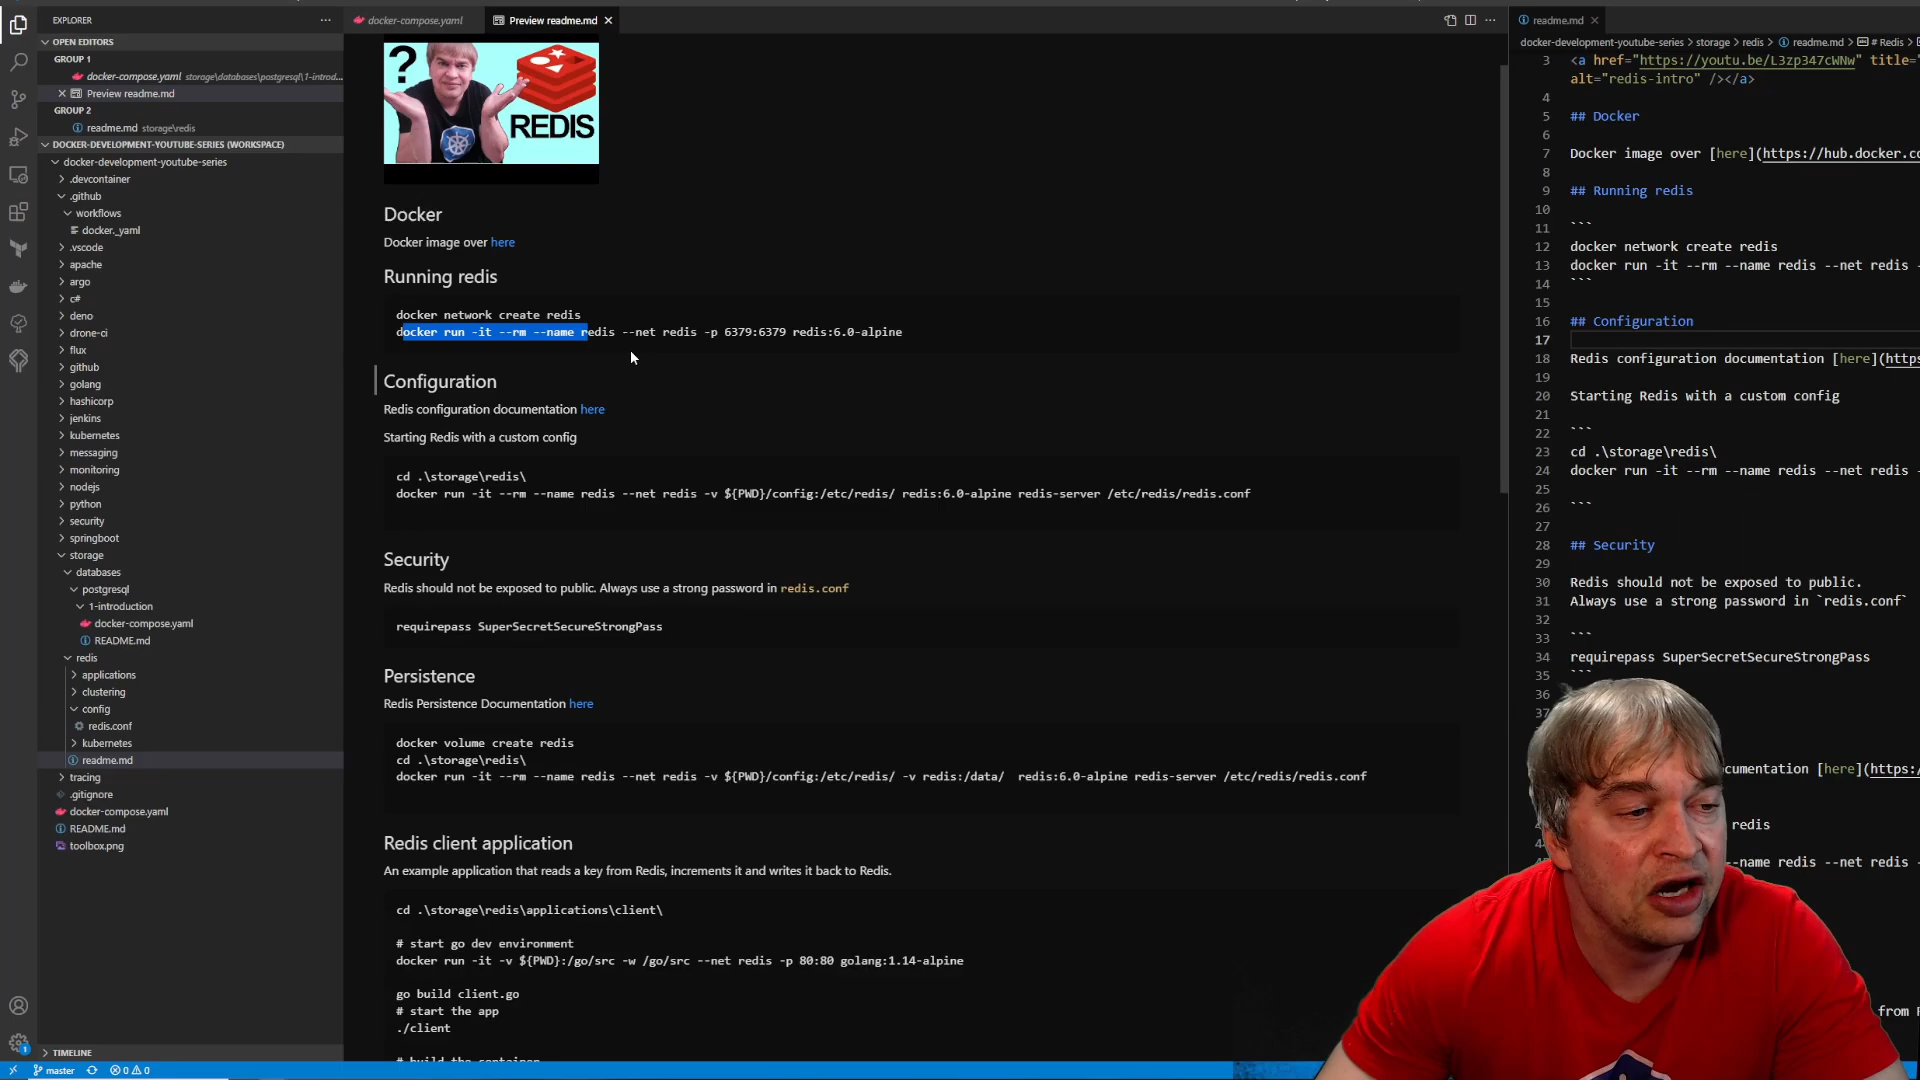 EXPLORER
OPEN EDITORS
GROUP 1
docker-compose.yaml storage\databases\postgresql\1-introd...
Preview readme.md
GROUP 2
readme.md storage\redis
DOCKER-DEVELOPMENT-YOUTUBE-SERIES (WORKSPACE)
docker-development-youtube-series
.devcontainer
.github
workflows
docker._yaml
.vscode
apache
argo
c#
deno
drone-ci
flux
github
golang
hashicorp
jenkins
kubernetes
messaging
monitoring
nodejs
python
security
springboot
storage
databases
postgresql
1-introduction
docker-compose.yaml
README.md
redis
applications
clustering
config
redis.conf
kubernetes
readme.md
tracing
.gitignore
docker-compose.yaml
README.md
toolbox.png
TIMELINE
master
0 0
1
docker-compose.yaml
Preview readme.md
?
REDIS
Docker
Docker image over here
Running redis
docker network create redis
docker run -it --rm --name redis --net redis -p 6379:6379 redis:6.0-alpine
Configuration
Redis configuration documentation here
Starting Redis with a custom config
cd .\storage\redis\
docker run -it --rm --name redis --net redis -v ${PWD}/config:/etc/redis/ redis:6.0-alpine redis-server /etc/redis/redis.conf
Security
Redis should not be exposed to public. Always use a strong password in redis.conf
requirepass SuperSecretSecureStrongPass
Persistence
Redis Persistence Documentation here
docker volume create redis
cd .\storage\redis\
docker run -it --rm --name redis --net redis -v ${PWD}/config:/etc/redis/ -v redis:/data/  redis:6.0-alpine redis-server /etc/redis/redis.conf
Redis client application
An example application that reads a key from Redis, increments it and writes it back to Redis.
cd .\storage\redis\applications\client\
# start go dev environment
docker run -it -v ${PWD}:/go/src -w /go/src --net redis -p 80:80 golang:1.14-alpine
go build client.go
# start the app
./client
# build the container
readme.md
docker-development-youtube-series > storage > redis > readme.md > # Redis >
3 <a href="https://youtu.be/L3zp347cWNw" title="
alt="redis-intro" /></a>
4
5 ## Docker
6
7 Docker image over [here](https://hub.docker.co
8
9 ## Running redis
10
11 ```
12 docker network create redis
13 docker run -it --rm --name redis --net redis -
14 ```
15
16 ## Configuration
17
18 Redis configuration documentation [here](https
19
20 Starting Redis with a custom config
21
22 ```
23 cd .\storage\redis\
24 docker run -it --rm --name redis --net redis -
25
26 ```
27
28 ## Security
29
30 Redis should not be exposed to public.
31 Always use a strong password in `redis.conf`
32
33 ```
34 requirepass SuperSecretSecureStrongPass
35 ```
36
cumentation [here](https:/
redis
-name redis --net redis -
from